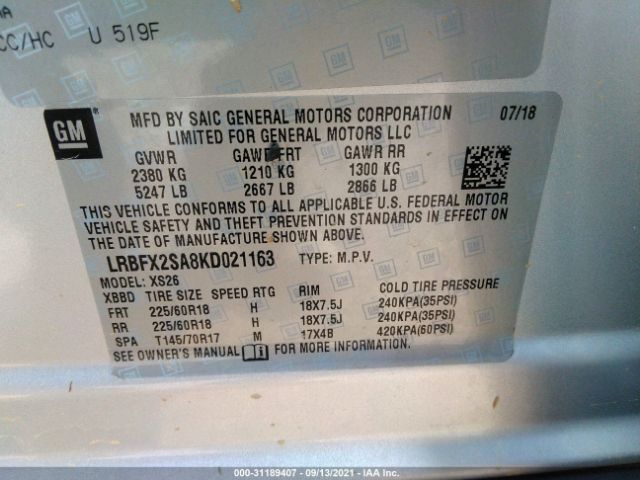 CC/HC U 519F
GM
MFD BY SAIC GENERAL MOTORS CORPORATION 07/18
LIMITED FOR GENERAL MOTORS LLC
GVWR GAWR FRT GAWR RR
2380 KG 1210 KG 1300 KG
5247 LB 2667 LB 2866 LB
THIS VEHICLE CONFORMS TO ALL APPLICABLE U.S. FEDERAL MOTOR
VEHICLE SAFETY AND THEFT PREVENTION STANDARDS IN EFFECT ON
THE DATE OF MANUFACTURE SHOWN ABOVE.
LRBFX2SA8KD021163 TYPE: M.P.V.
MODEL: XS26
XBBD TIRE SIZE SPEED RTG RIM COLD TIRE PRESSURE
FRT 225/60R18 H 18X7.5J 240KPA(35PSI)
RR 225/60R18 H 18X7.5J 240KPA(35PSI)
SPA T145/70R17 M 17X4B 420KPA(60PSI)
SEE OWNER'S MANUAL FOR MORE INFORMATION.
000-31189407 - 09/13/2021 - IAA Inc.